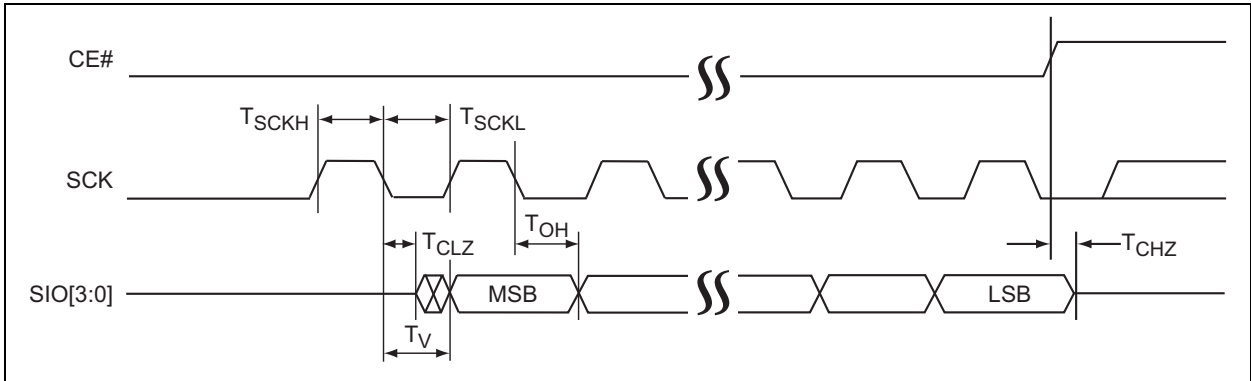 CE#
TSCKH
TSCKL
SCK
TOH
TCLZ
TCHZ
SIO[3:0]
MSB
LSB
TV